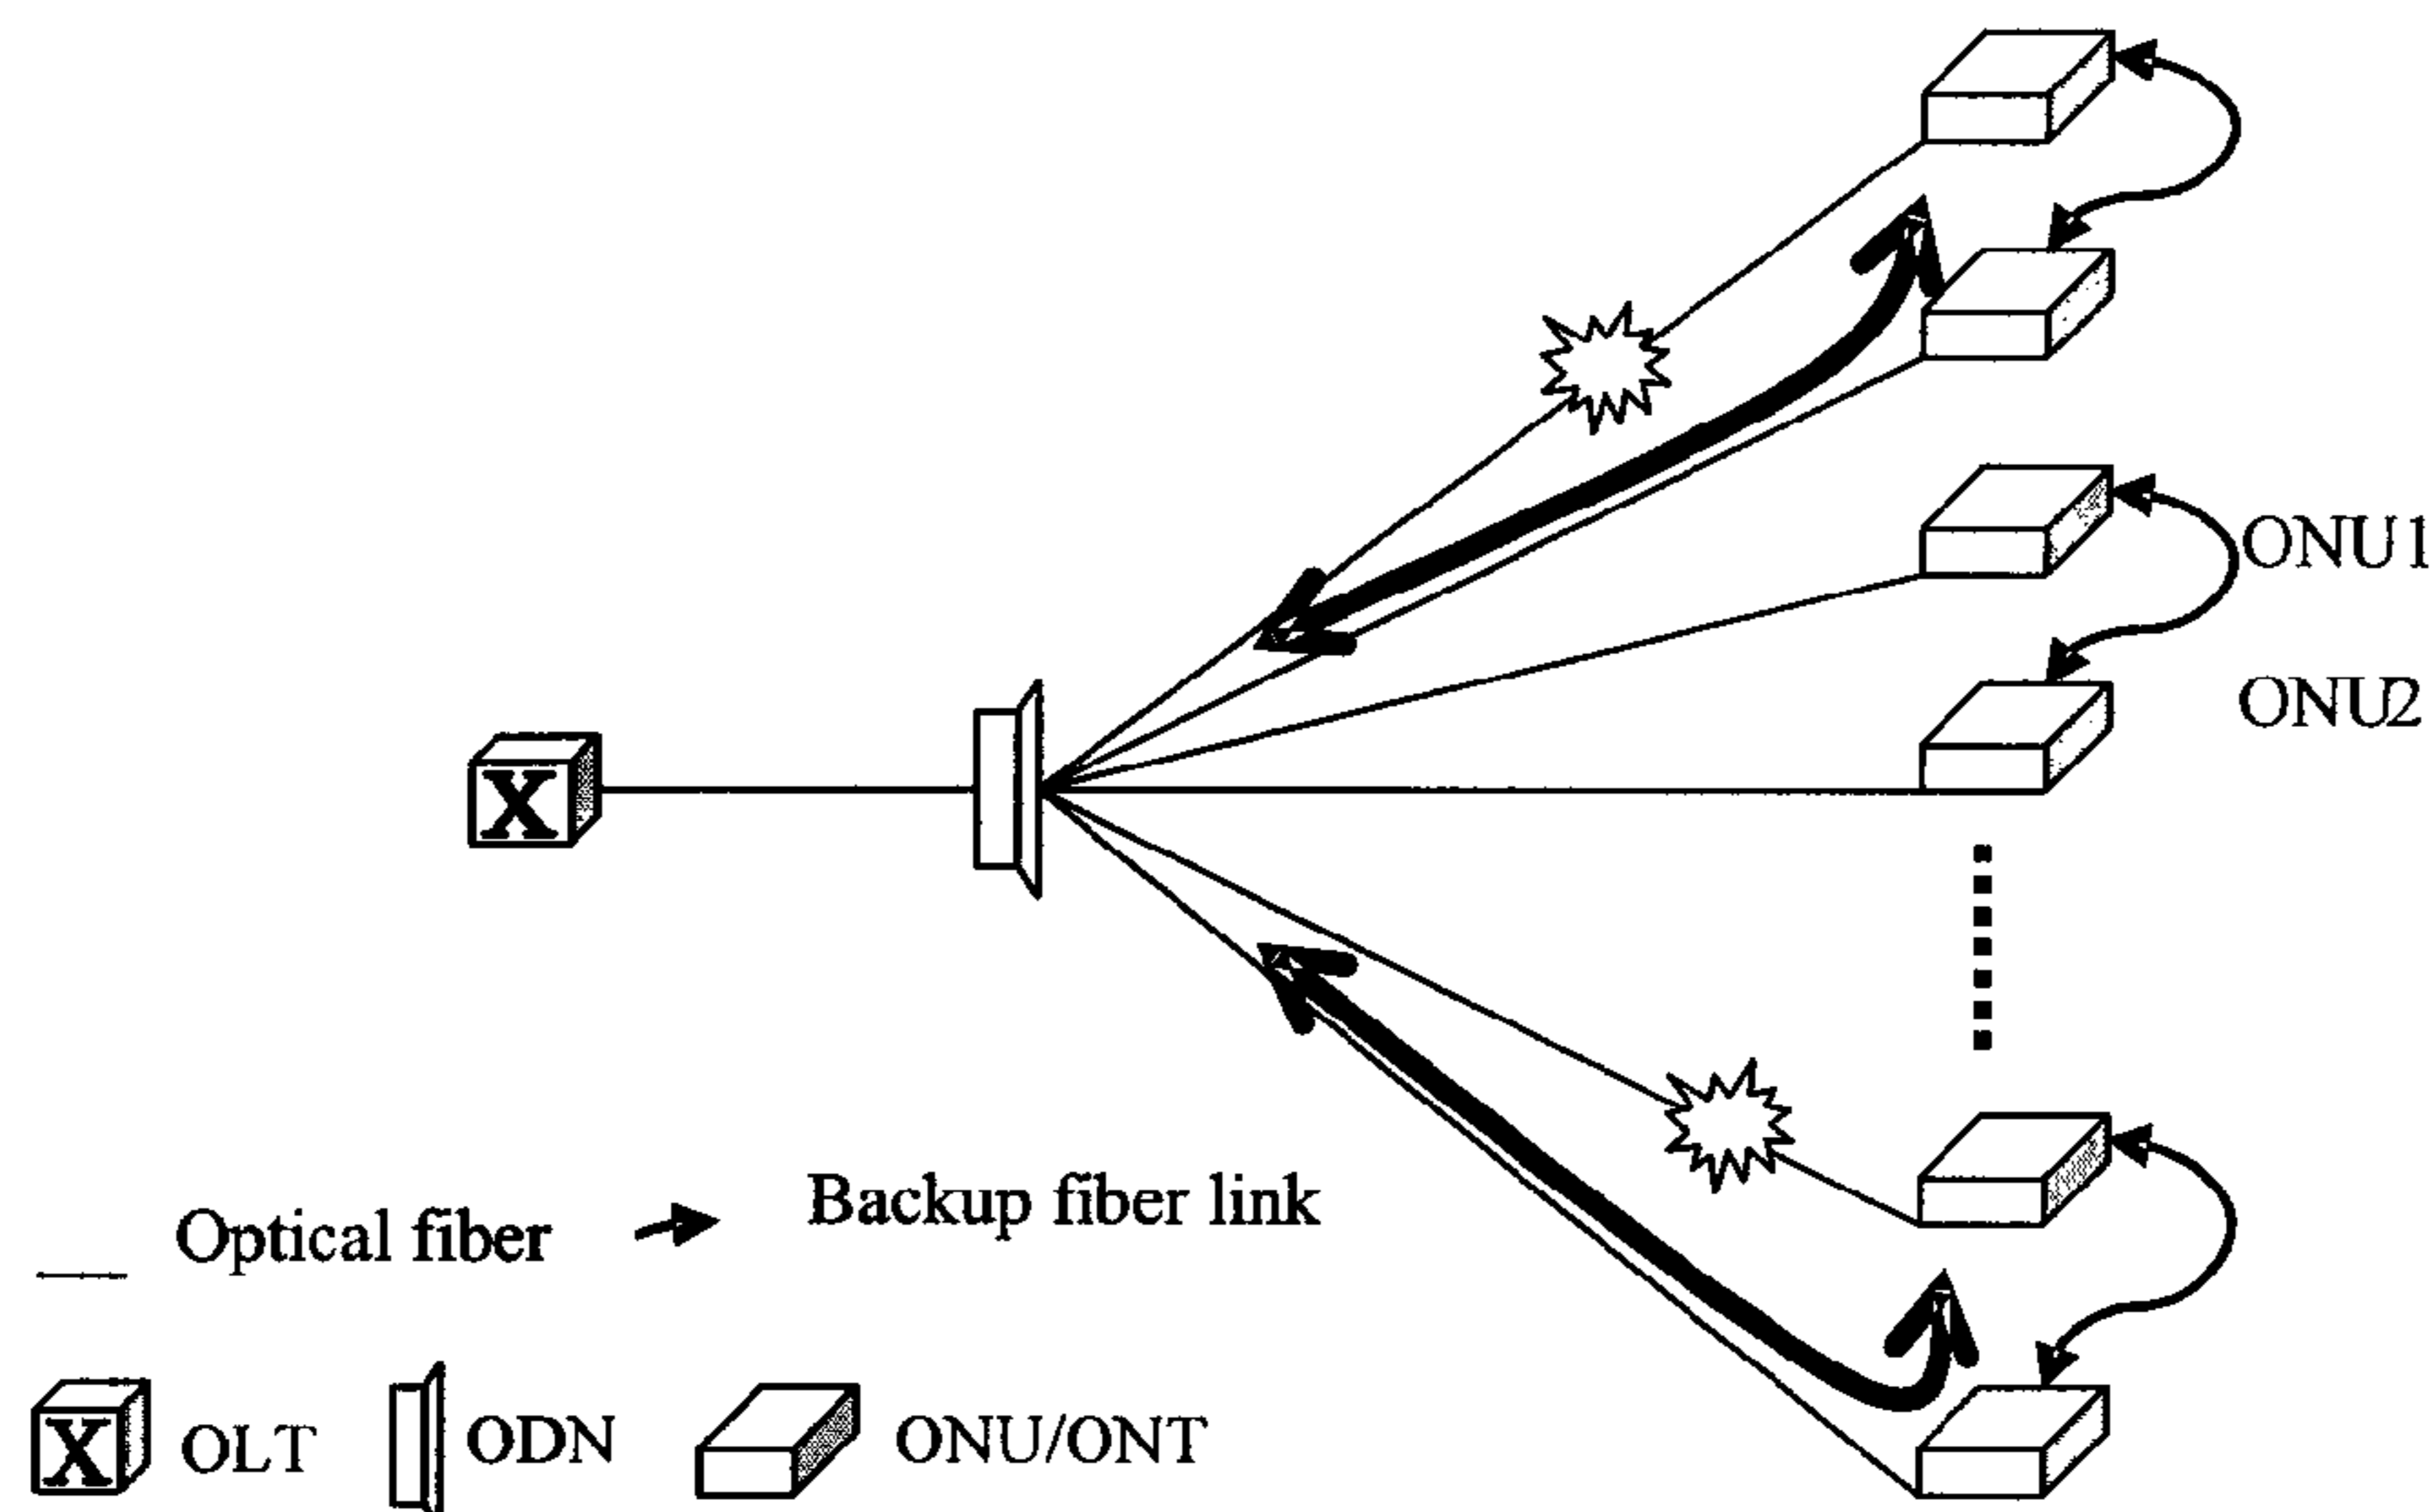 ONU1
ONU2
X
Optical fiber
Backup fiber link
X
OLT
ODN
ONU/ONT